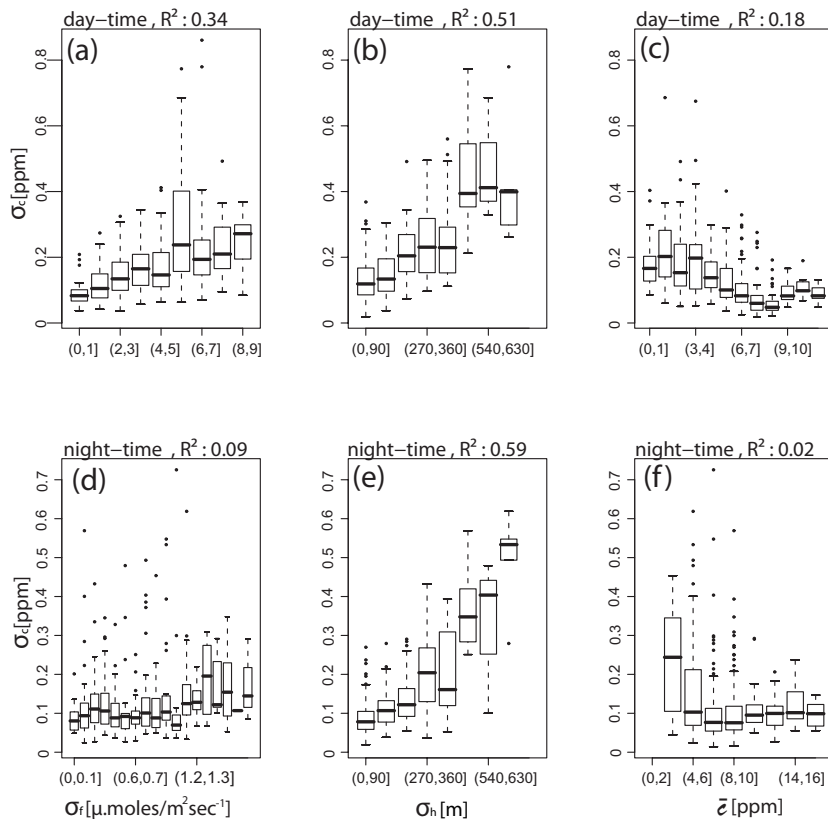 day–time , R² : 0.34
day–time , R² : 0.51
day–time , R² : 0.18
(a)
(b)
(c)
σc[ppm]
0.8
0.6
0.4
0.2
0
0.8
0.6
0.4
0.2
0
0.8
0.6
0.4
0.2
0
(0,1] (2,3] (4,5] (6,7] (8,9]
(0,90] (270,360] (540,630]
(0,1] (3,4] (6,7] (9,10]
night–time , R² : 0.09
night–time , R² : 0.59
night–time , R² : 0.02
(d)
(e)
(f)
σc[ppm]
0.7
0.6
0.5
0.4
0.3
0.2
0.1
0
0.7
0.6
0.5
0.4
0.3
0.2
0.1
0
0.7
0.6
0.5
0.4
0.3
0.2
0.1
0
(0,0.1] (0.6,0.7] (1.2,1.3]
(0,90] (270,360] (540,630]
(0,2] (4,6] (8,10] (14,16]
σf[µ.moles/m²sec⁻¹]
σh[m]
c̄[ppm]